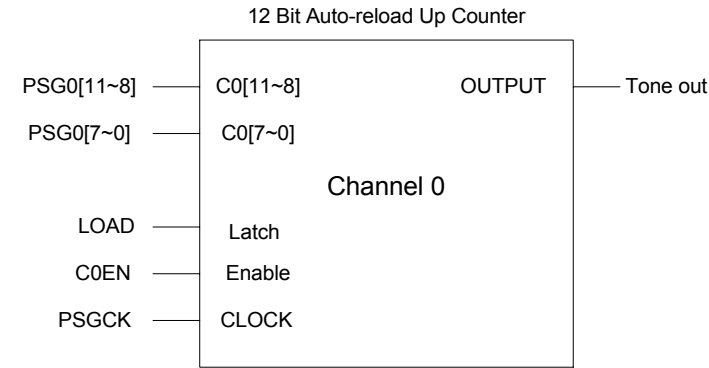 12 Bit Auto-reload Up Counter
PSG0[11~8] C0[11~8] OUTPUT Tone out
PSG0[7~0] C0[7~0]
Channel 0
LOAD Latch
C0EN Enable
PSGCK CLOCK